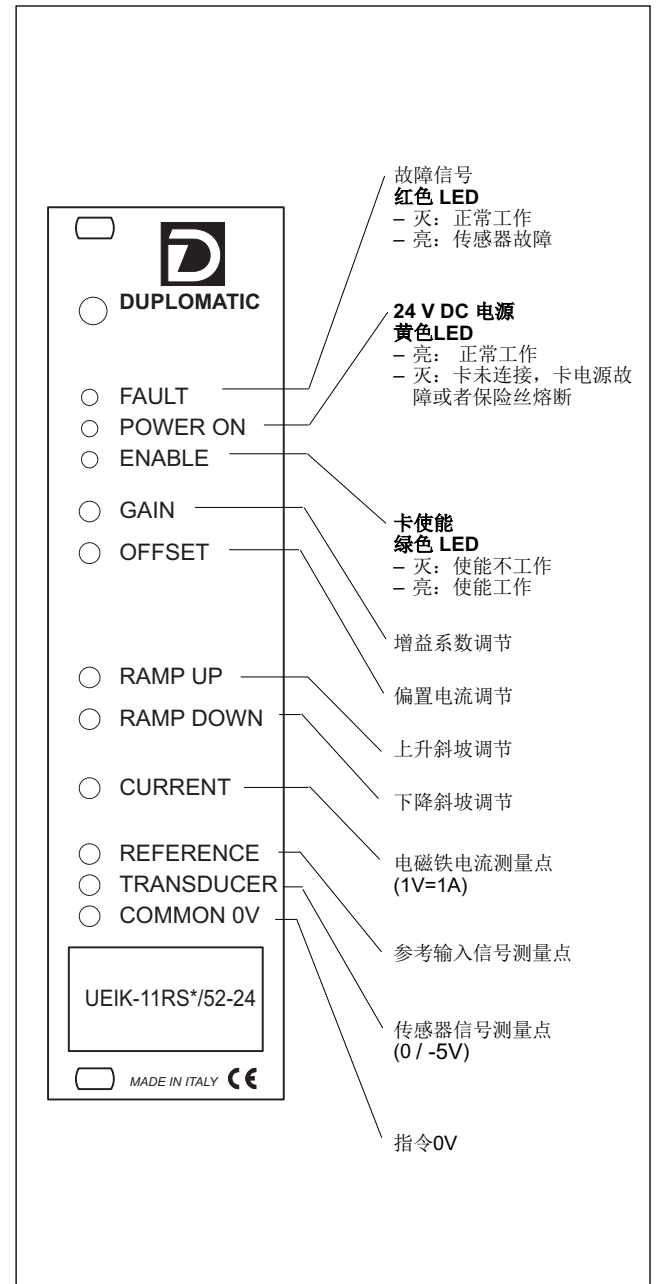 D
DUPLOMATIC
FAULT
POWER ON
ENABLE
GAIN
OFFSET
RAMP UP
RAMP DOWN
CURRENT
REFERENCE
TRANSDUCER
COMMON 0V
UEIK-11RS*/52-24
MADE IN ITALY CE
故障信号
红色 LED
– 灭：正常工作
– 亮：传感器故障
24 V DC 电源
黄色LED
– 亮： 正常工作
– 灭：卡未连接，卡电源故
障或者保险丝熔断
卡使能
绿色 LED
– 灭：使能不工作
– 亮：使能工作
增益系数调节
偏置电流调节
上升斜坡调节
下降斜坡调节
电磁铁电流测量点
(1V=1A)
参考输入信号测量点
传感器信号测量点
(0 / -5V)
指令0V